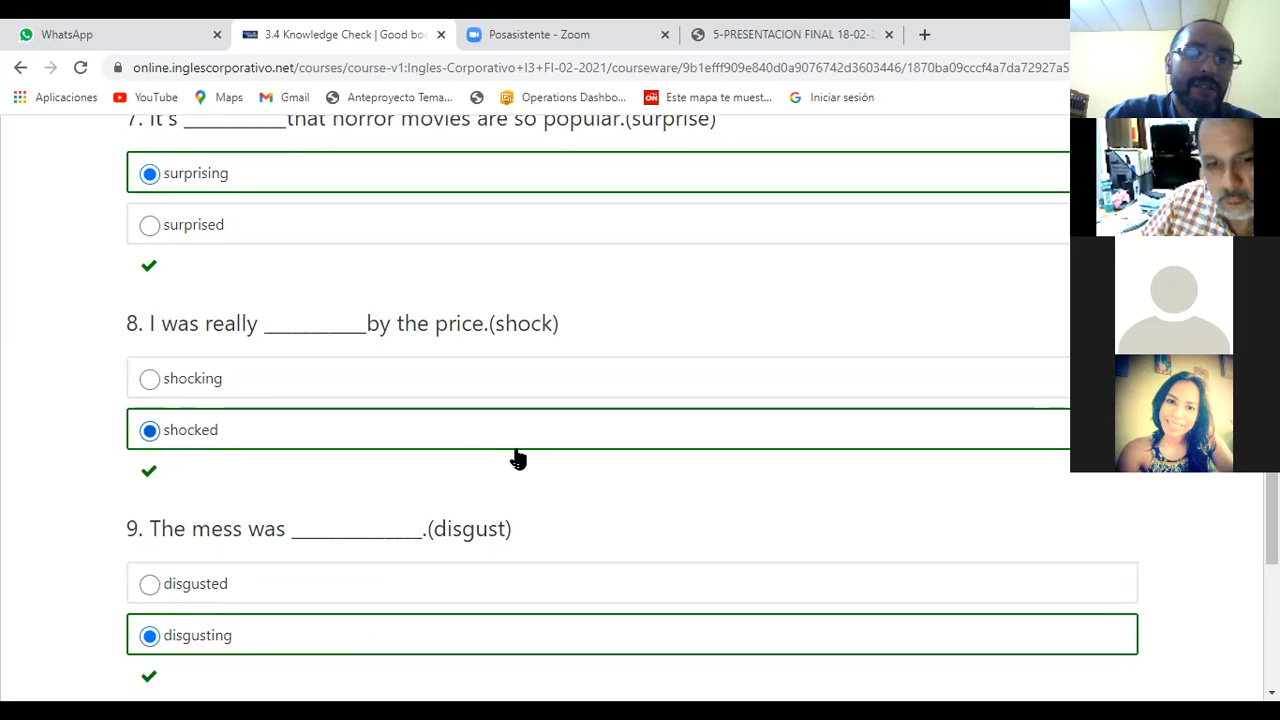 WhatsApp
3.4 Knowledge Check | Good bo
Posasistente - Zoom
5-PRESENTACION FINAL 18-02-2
online.inglescorporativo.net/courses/course-v1:Ingles-Corporativo+I3+FI-02-2021/courseware/9b1efff909e840d0a9076742d3603446/1870ba09cccf4a7da72927a5
Aplicaciones
YouTube
Maps
Gmail
Anteproyecto Tema...
Operations Dashbo...
Este mapa te muest...
Iniciar sesión
7. It's ___________that horror movies are so popular.(surprise)
surprising
surprised
8. I was really ___________by the price.(shock)
shocking
shocked
9. The mess was ______________.(disgust)
disgusted
disgusting